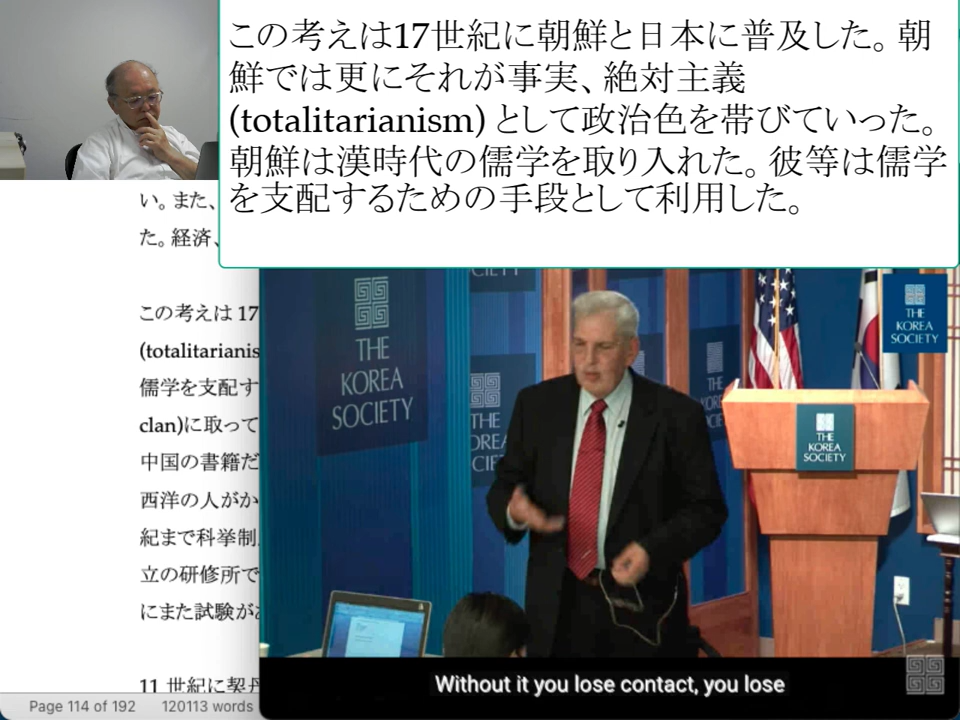 この考えは17世紀に朝鮮と日本に普及した。朝
鮮では更にそれが事実、絶対主義
(totalitarianism) として政治色を帯びていった。
朝鮮は漢時代の儒学を取り入れた。彼等は儒学
を支配するための手段として利用した。
い。また、
た。経済、
この考えは 17
(totalitarianis
儒学を支配す
clan)に取って
中国の書籍だ
西洋の人がか
紀まで科挙制
立の研修所で
にまた試験が
11 世紀に契丹
Page 114 of 192 120113 words
THE
KOREA
SOCIETY
THE
KOREA
SOCIETY
THE
KOREA
SOCIETY
Without it you lose contact, you lose